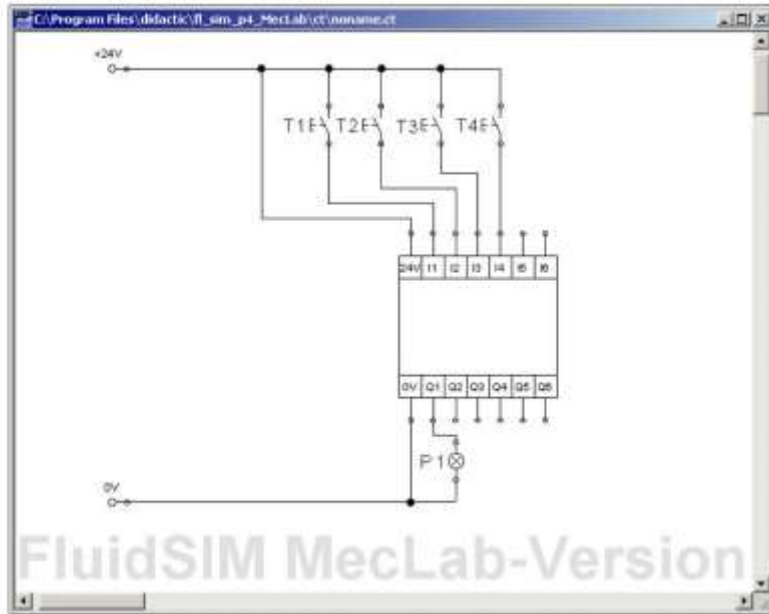 C:\Program Files\didactic\fl_sim_p4_MecLab\ct\noname.ct
+24V
T1 T2 T3 T4
24V I1 I2 I3 I4 I5 I6
0V Q1 Q2 Q3 Q4 Q5 Q6
P1
0V
FluidSIM MecLab-Version